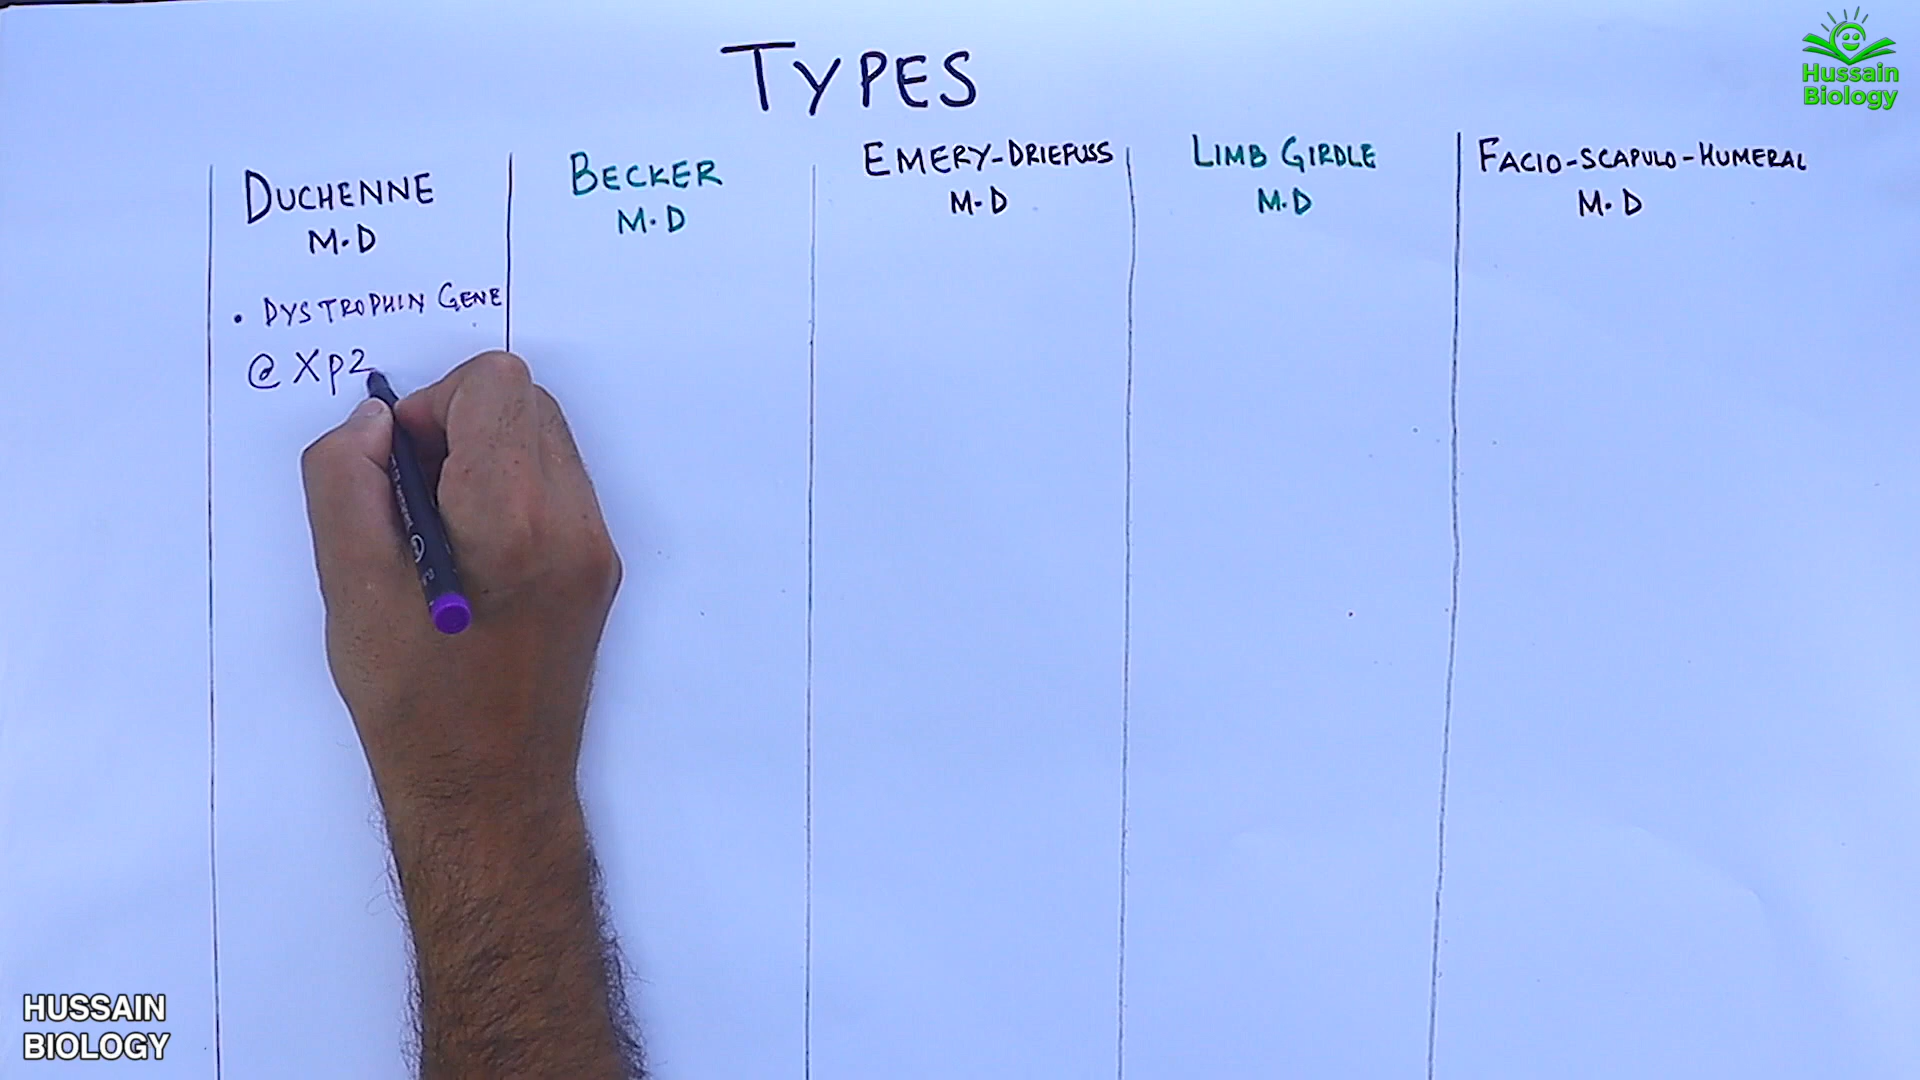 TYPES
Hussain
Biology
DUCHENNE
M.D
BECKER
M.D
EMERY-DRIEFUSS
M.D
LIMB GIRDLE
M.D
FACIO-SCAPULO-HUMERAL
M.D
• DYSTROPHIN GENE
@ Xp2
HUSSAIN
BIOLOGY